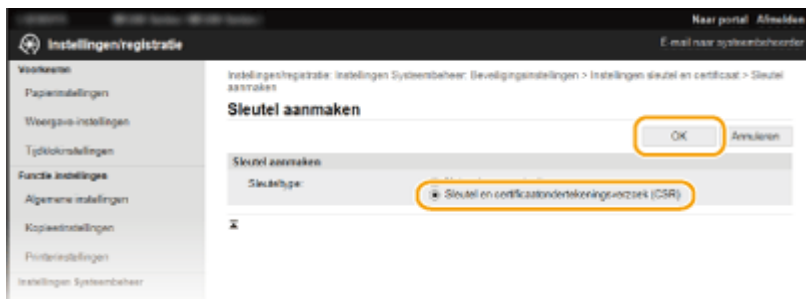 Naar portal Afmelden
Instellingen/registratie
E-mail naar systeembeheerder
Voorkeuren
Papierinstellingen
Weergave-instellingen
Tijdklokinstellingen
Functie-instellingen
Algemene instellingen
Kopieerinstellingen
Printerinstellingen
Instellingen Systeembeheer
Instellingen/registratie: Instellingen Systeembeheer: Beveiligingsinstellingen > Instellingen sleutel en certificaat > Sleutel
aanmaken
Sleutel aanmaken
OK Annuleren
Sleutel aanmaken
Sleuteltype:
Sleutel en certificaatondertekeningsverzoek (CSR)